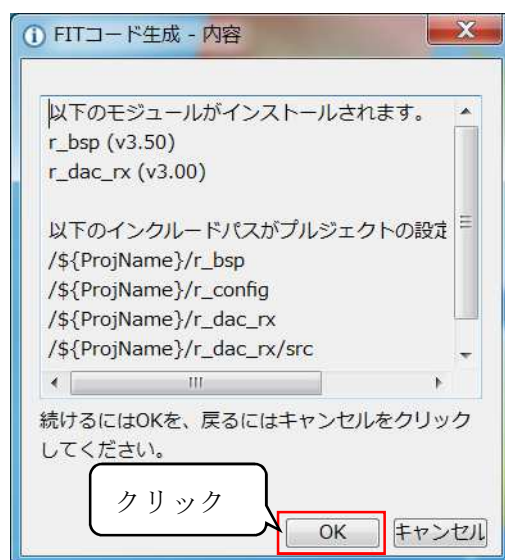 FITコード生成 - 内容
以下のモジュールがインストールされます。
r_bsp (v3.50)
r_dac_rx (v3.00)
以下のインクルードパスがプルジェクトの設定
/${ProjName}/r_bsp
/${ProjName}/r_config
/${ProjName}/r_dac_rx
/${ProjName}/r_dac_rx/src
続けるにはOKを、戻るにはキャンセルをクリック
してください。
クリック
OK キャンセル